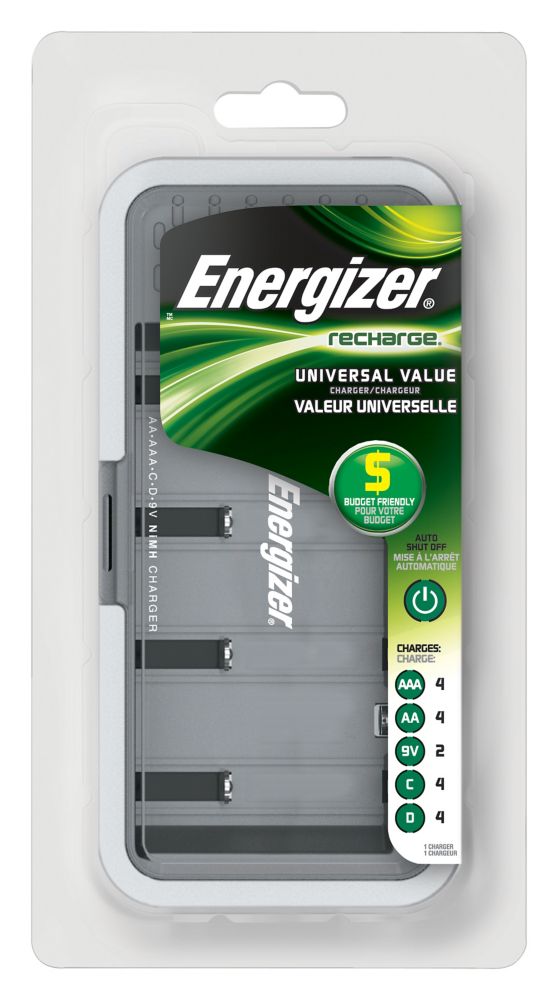 Energizer®
recharge®
UNIVERSAL VALUE
CHARGER/CHARGEUR
VALEUR UNIVERSELLE
AA•AAA•C•D•9V NiMH CHARGER
Energizer®
$
BUDGET FRIENDLY
POUR VOTRE
BUDGET
AUTO
SHUT OFF
MISE À L'ARRÊT
AUTOMATIQUE
CHARGES:
CHARGE:
AAA 4
AA 4
9V 2
C 4
D 4
1 CHARGER
1 CHARGEUR